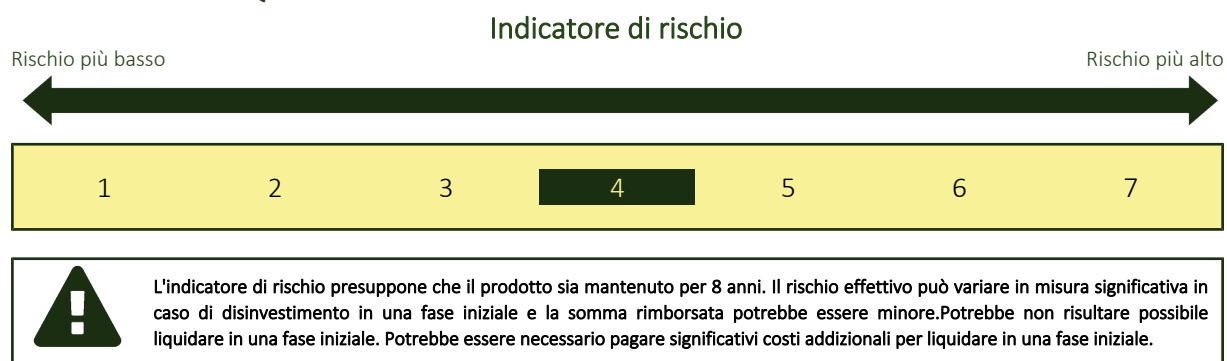 Indicatore di rischio
Rischio più basso
Rischio più alto
1 2 3 4 5 6 7
L'indicatore di rischio presuppone che il prodotto sia mantenuto per 8 anni. Il rischio effettivo può variare in misura significativa in
caso di disinvestimento in una fase iniziale e la somma rimborsata potrebbe essere minore.Potrebbe non risultare possibile
liquidare in una fase iniziale. Potrebbe essere necessario pagare significativi costi addizionali per liquidare in una fase iniziale.